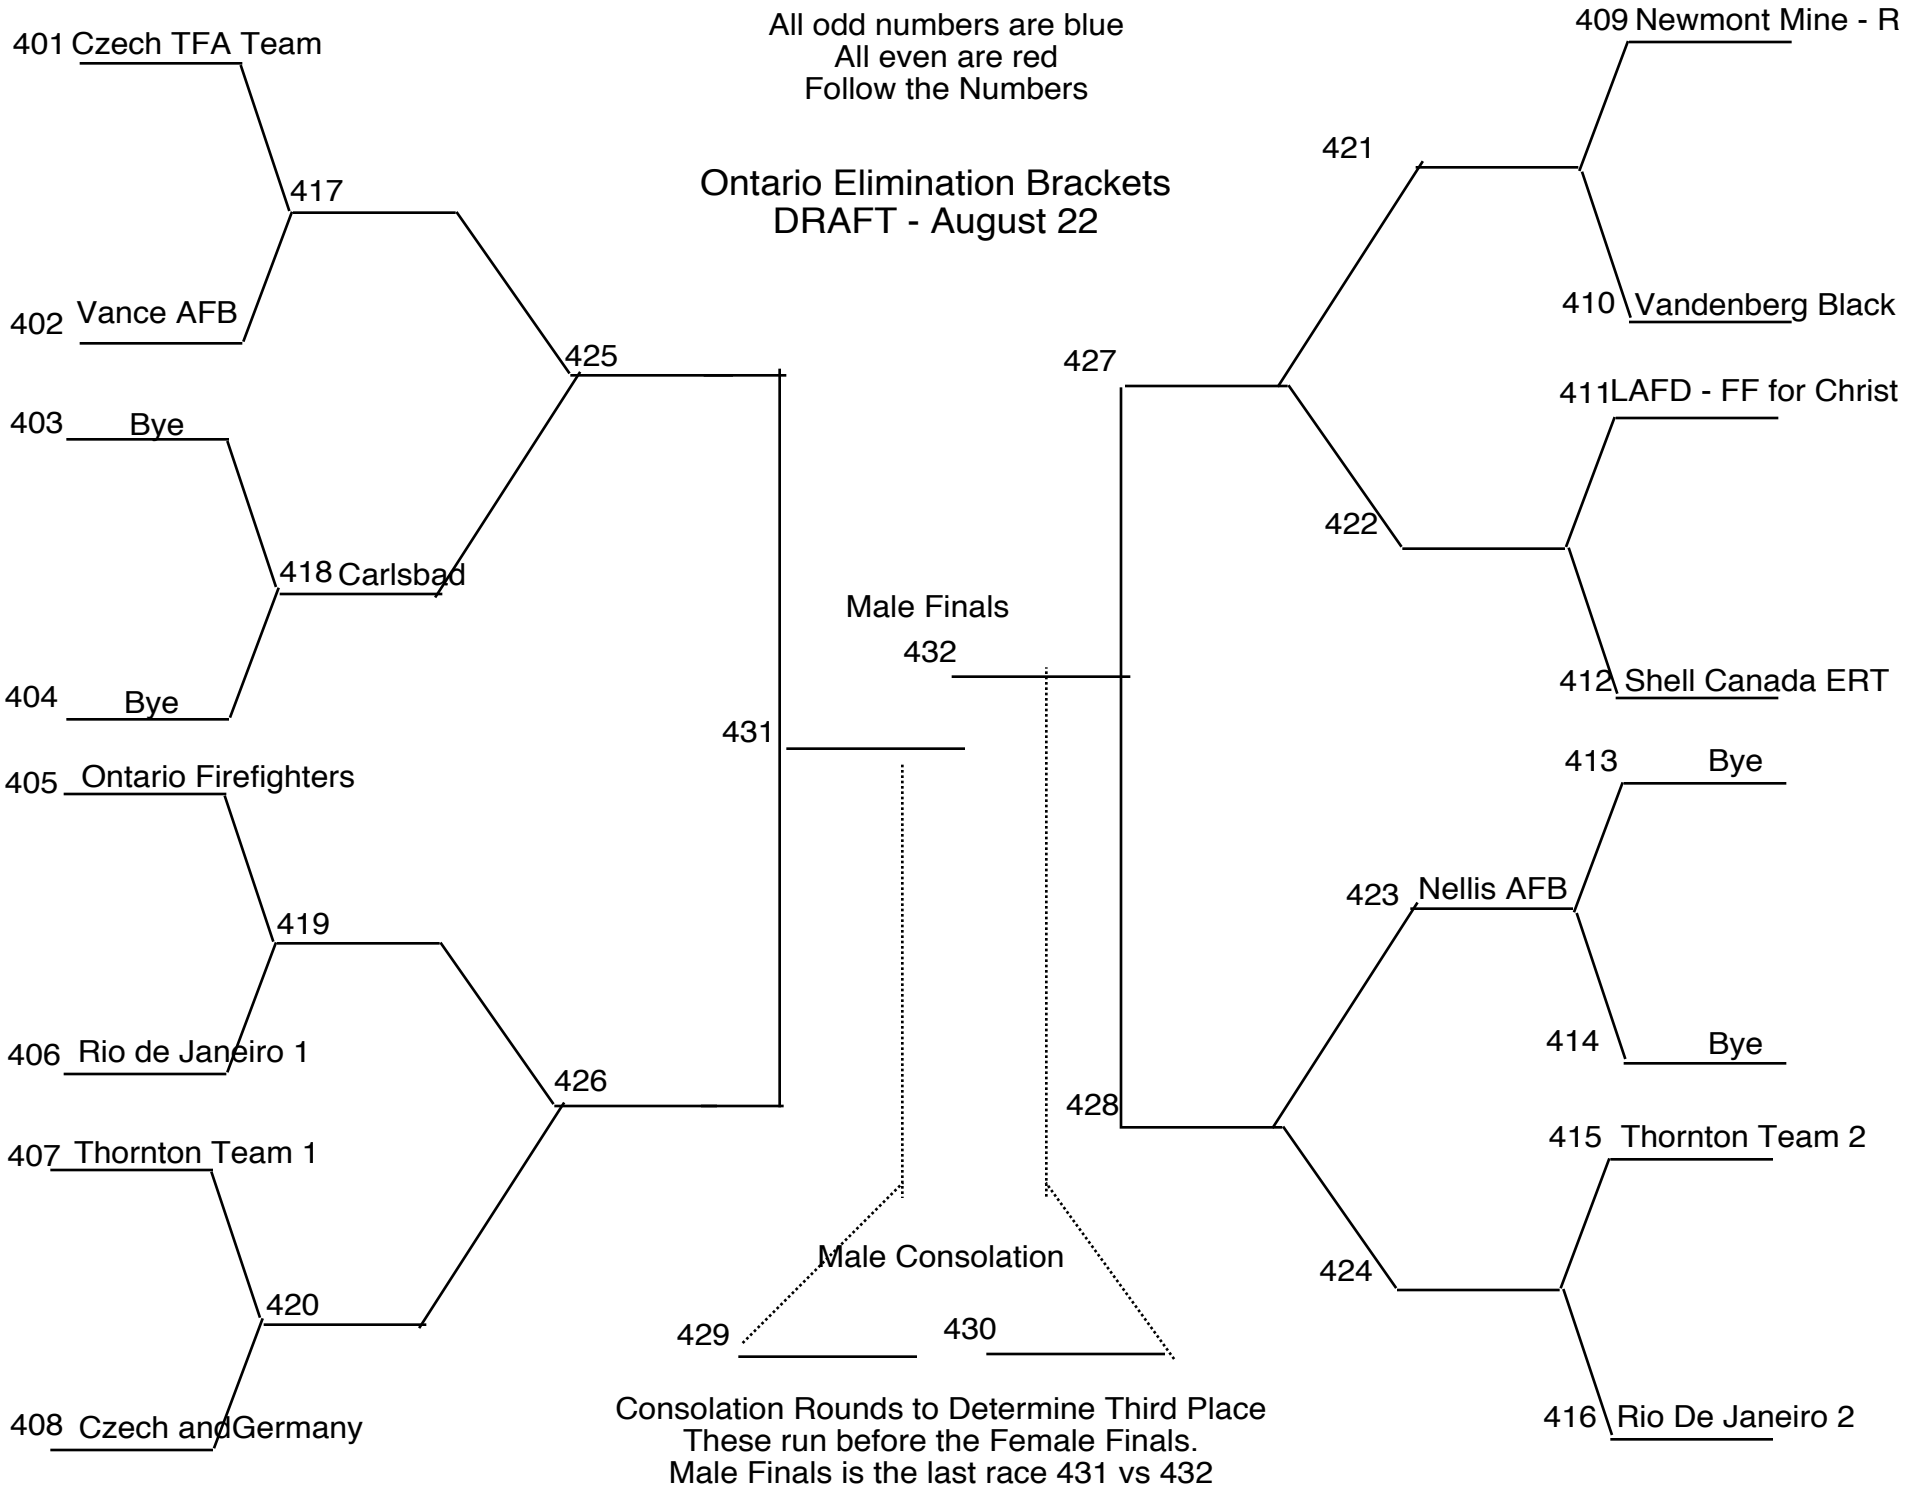 All odd numbers are blue
All even are red
Follow the Numbers
Ontario Elimination Brackets
DRAFT - August 22
401 Czech TFA Team
417
402 Vance AFB
425
403 Bye
418 Carlsbad
404 Bye
405 Ontario Firefighters
419
406 Rio de Janeiro 1
426
407 Thornton Team 1
420
408 Czech andGermany
Male Finals
432
431
Male Consolation
429
430
409 Newmont Mine - R
421
410 Vandenberg Black
427
411 LAFD - FF for Christ
422
412 Shell Canada ERT
413 Bye
423 Nellis AFB
414 Bye
428
415 Thornton Team 2
424
416 Rio De Janeiro 2
Consolation Rounds to Determine Third Place
These run before the Female Finals.
Male Finals is the last race 431 vs 432